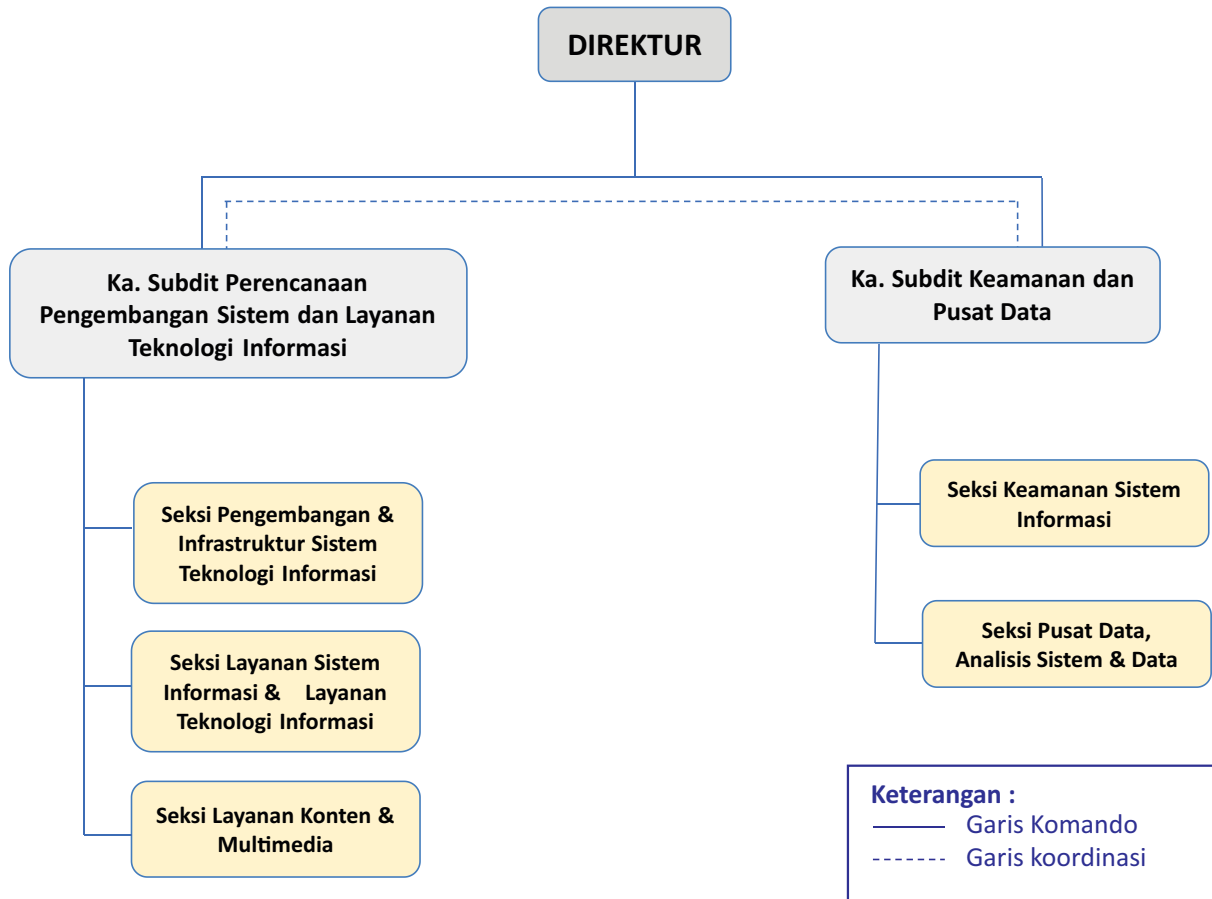 DIREKTUR
Ka. Subdit Perencanaan
Pengembangan Sistem dan Layanan
Teknologi Informasi
Ka. Subdit Keamanan dan
Pusat Data
Seksi Pengembangan &
Infrastruktur Sistem
Teknologi Informasi
Seksi Layanan Sistem
Informasi & Layanan
Teknologi Informasi
Seksi Layanan Konten &
Multimedia
Seksi Keamanan Sistem
Informasi
Seksi Pusat Data,
Analisis Sistem & Data
Keterangan :
Garis Komando
Garis koordinasi